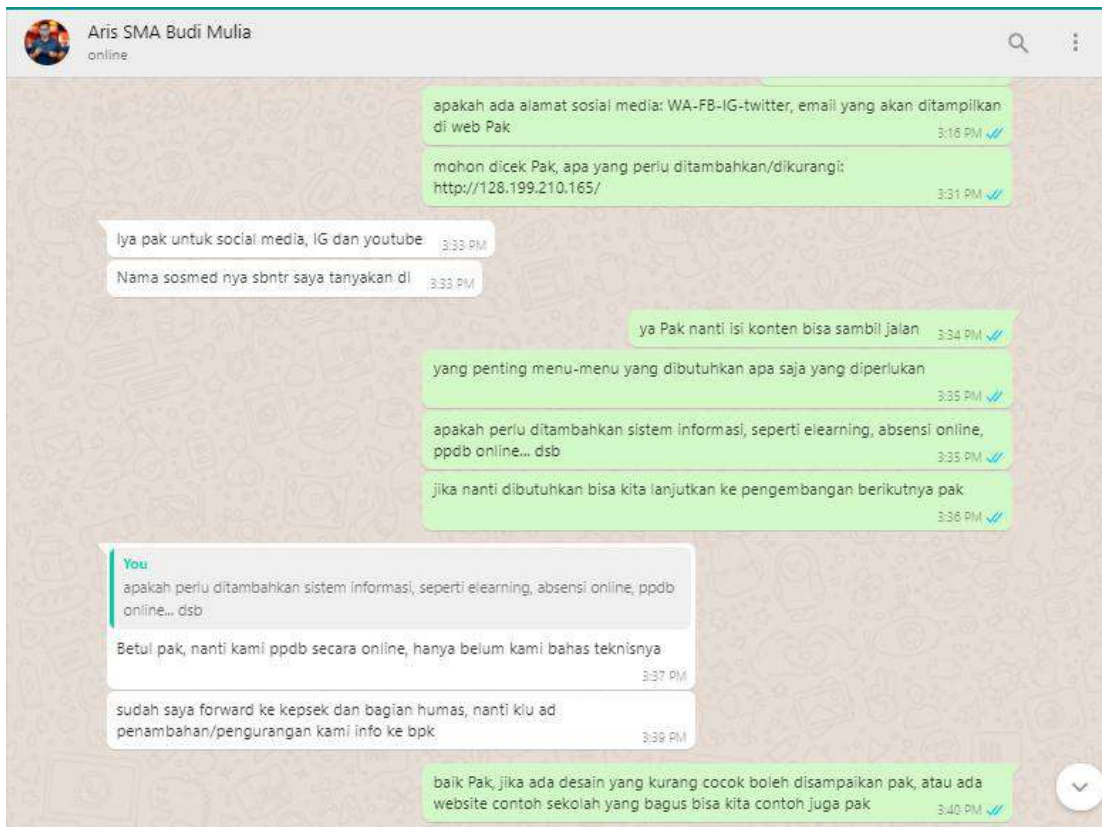 Aris SMA Budi Mulia
online
apakah ada alamat sosial media: WA-FB-IG-twitter, email yang akan ditampilkan
di web Pak
3:16 PM
mohon dicek Pak, apa yang perlu ditambahkan/dikurangi:
http://128.199.210.165/
3:31 PM
Iya pak untuk social media, IG dan youtube 3:33 PM
Nama sosmed nya sbntr saya tanyakan dl 3:33 PM
ya Pak nanti isi konten bisa sambil jalan 3:34 PM
yang penting menu-menu yang dibutuhkan apa saja yang diperlukan
3:35 PM
apakah perlu ditambahkan sistem informasi, seperti elearning, absensi online,
ppdb online... dsb
3:35 PM
jika nanti dibutuhkan bisa kita lanjutkan ke pengembangan berikutnya pak
3:36 PM
You
apakah perlu ditambahkan sistem informasi, seperti elearning, absensi online, ppdb
online... dsb
Betul pak, nanti kami ppdb secara online, hanya belum kami bahas teknisnya
3:37 PM
sudah saya forward ke kepsek dan bagian humas, nanti klu ad
penambahan/pengurangan kami info ke bpk
3:39 PM
baik Pak, jika ada desain yang kurang cocok boleh disampaikan pak, atau ada
website contoh sekolah yang bagus bisa kita contoh juga pak
3:40 PM